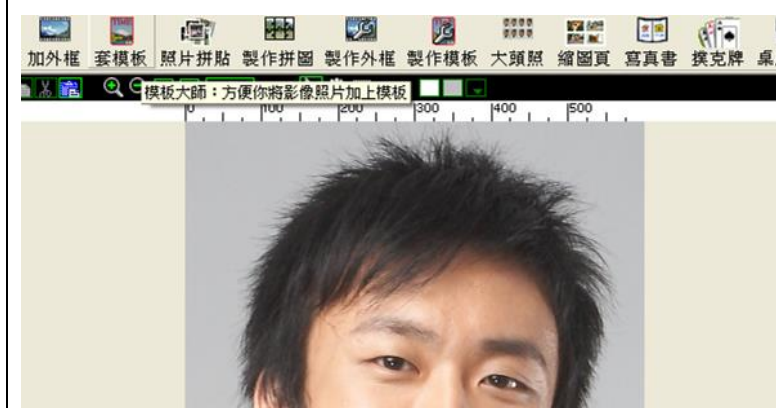 加外框 套模板 照片拼貼 製作拼圖 製作外框 製作模板 大頭照 縮圖頁 寫真書 撲克牌 桌
模板大師：方便你將影像照片加上模板
0 100 200 300 400 500